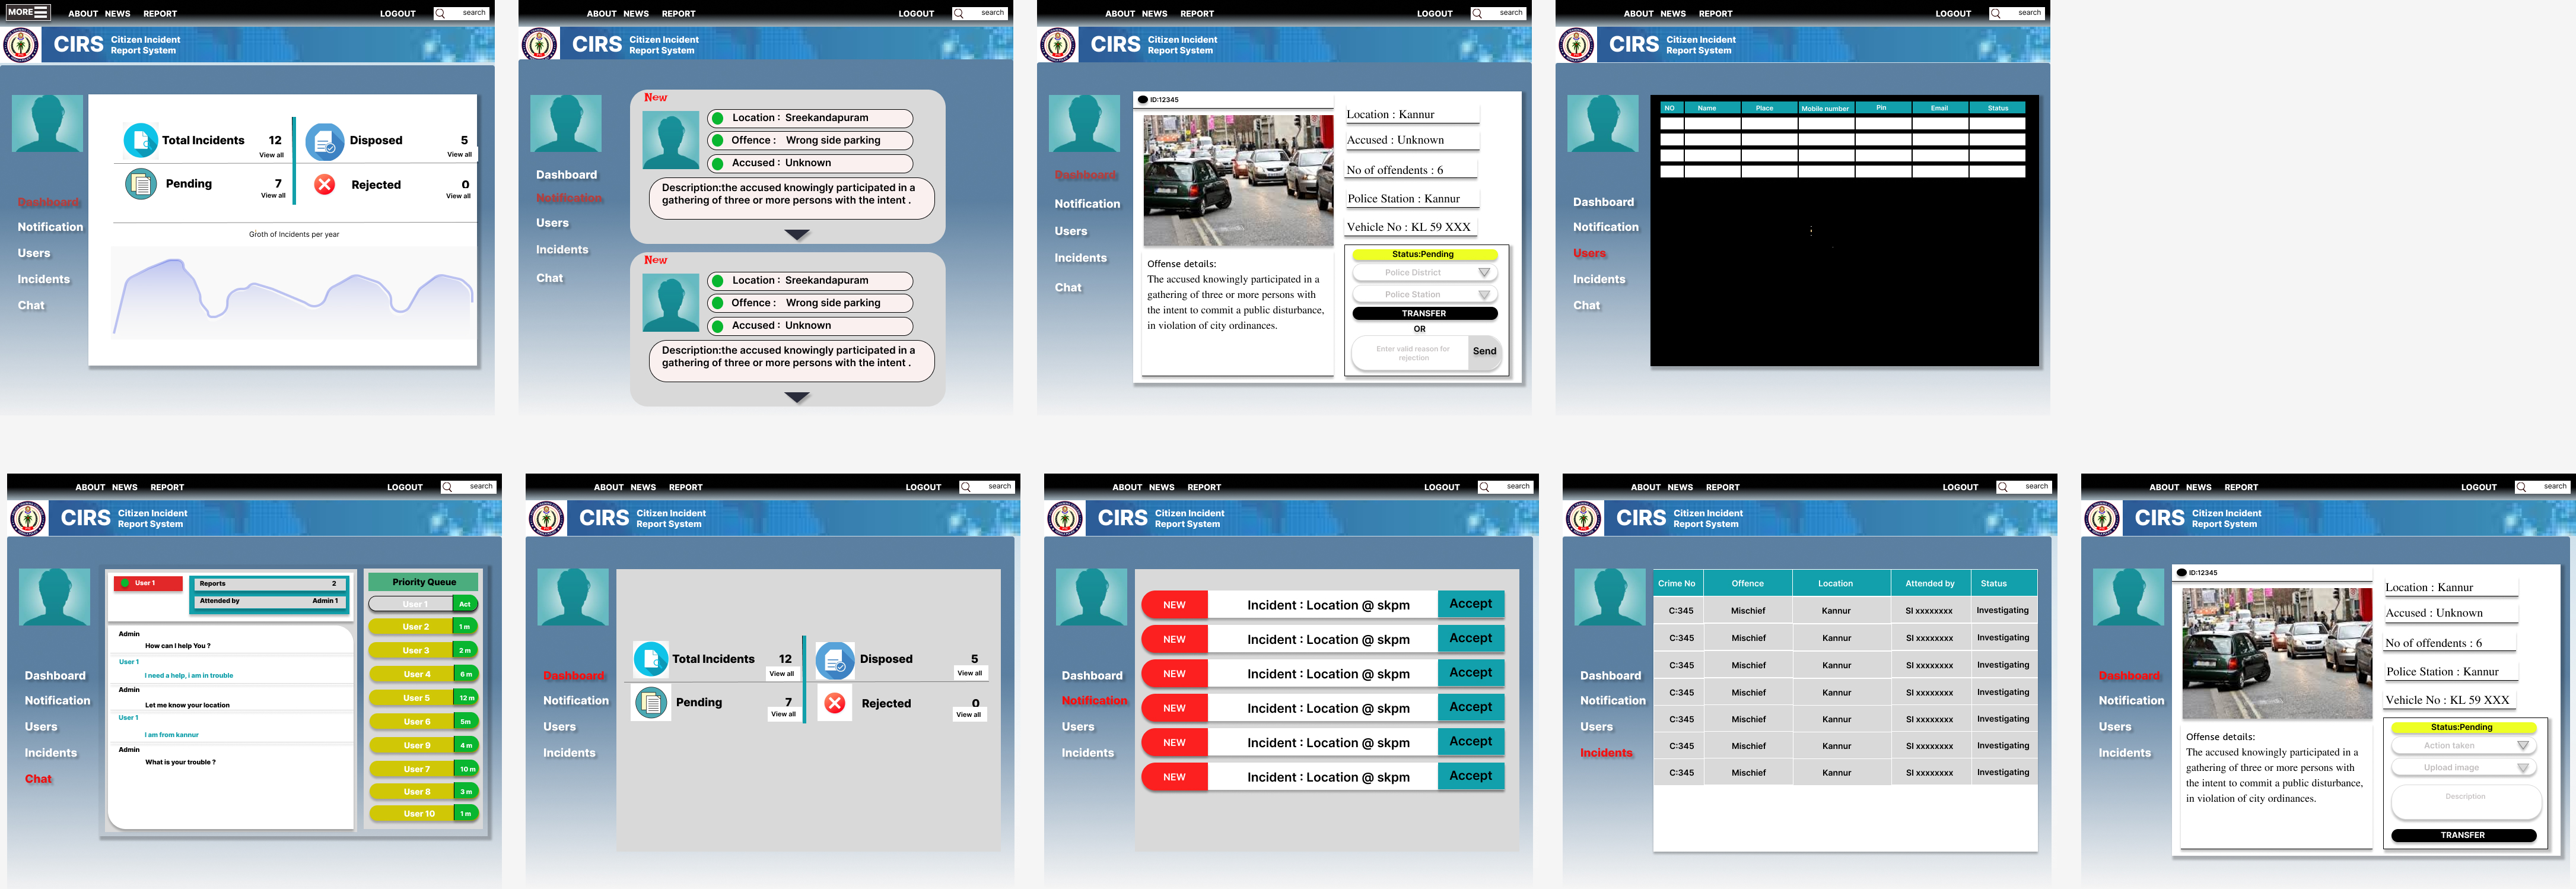 MORE
ABOUT NEWS REPORT LOGOUT search
CIRS Citizen Incident
Report System
Dashboard
Notification
Users
Incidents
Chat
Total Incidents 12
View all
Disposed 5
View all
Pending 7
View all
Rejected 0
View all
Groth of Incidents per year
ABOUT NEWS REPORT LOGOUT search
CIRS Citizen Incident
Report System
Dashboard
Notification
Users
Incidents
Chat
New
Location : Sreekandapuram
Offence : Wrong side parking
Accused : Unknown
Description:the accused knowingly participated in a
gathering of three or more persons with the intent .
New
Location : Sreekandapuram
Offence : Wrong side parking
Accused : Unknown
Description:the accused knowingly participated in a
gathering of three or more persons with the intent .
ABOUT NEWS REPORT LOGOUT search
CIRS Citizen Incident
Report System
Dashboard
Notification
Users
Incidents
Chat
ID:12345
Location : Kannur
Accused : Unknown
No of offendents : 6
Police Station : Kannur
Vehicle No : KL 59 XXX
Offense details:
The accused knowingly participated in a
gathering of three or more persons with
the intent to commit a public disturbance,
in violation of city ordinances.
Status:Pending
Police District
Police Station
TRANSFER
OR
Enter valid reason for
rejection
Send
ABOUT NEWS REPORT LOGOUT search
CIRS Citizen Incident
Report System
Dashboard
Notification
Users
Incidents
Chat
NO Name Place Mobile number Pin Email Status
ABOUT NEWS REPORT LOGOUT search
CIRS Citizen Incident
Report System
Dashboard
Notification
Users
Incidents
Chat
User 1
Reports 2
Attended by Admin 1
Admin
How can I help You ?
User 1
I need a help, i am in trouble
Admin
Let me know your location
User 1
I am from kannur
Admin
What is your trouble ?
Priority Queue
User 1 Act
User 2 1 m
User 3 2 m
User 4 6 m
User 5 12 m
User 6 5m
User 9 4 m
User 7 10 m
User 8 3 m
User 10 1 m
ABOUT NEWS REPORT LOGOUT search
CIRS Citizen Incident
Report System
Dashboard
Notification
Users
Incidents
Total Incidents 12
View all
Disposed 5
View all
Pending 7
View all
Rejected 0
View all
ABOUT NEWS REPORT LOGOUT search
CIRS Citizen Incident
Report System
Dashboard
Notification
Users
Incidents
NEW Incident : Location @ skpm Accept
NEW Incident : Location @ skpm Accept
NEW Incident : Location @ skpm Accept
NEW Incident : Location @ skpm Accept
NEW Incident : Location @ skpm Accept
NEW Incident : Location @ skpm Accept
ABOUT NEWS REPORT LOGOUT search
CIRS Citizen Incident
Report System
Dashboard
Notification
Users
Incidents
Crime No Offence Location Attended by Status
C:345 Mischief Kannur SI xxxxxxxx Investigating
C:345 Mischief Kannur SI xxxxxxxx Investigating
C:345 Mischief Kannur SI xxxxxxxx Investigating
C:345 Mischief Kannur SI xxxxxxxx Investigating
C:345 Mischief Kannur SI xxxxxxxx Investigating
C:345 Mischief Kannur SI xxxxxxxx Investigating
C:345 Mischief Kannur SI xxxxxxxx Investigating
ABOUT NEWS REPORT LOGOUT search
CIRS Citizen Incident
Report System
Dashboard
Notification
Users
Incidents
ID:12345
Location : Kannur
Accused : Unknown
No of offendents : 6
Police Station : Kannur
Vehicle No : KL 59 XXX
Offense details:
The accused knowingly participated in a
gathering of three or more persons with
the intent to commit a public disturbance,
in violation of city ordinances.
Status:Pending
Action taken
Upload image
Description
TRANSFER